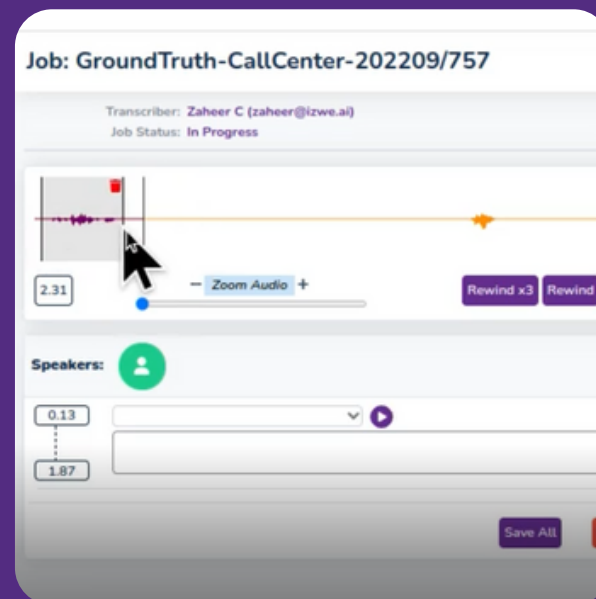 Job: GroundTruth-CallCenter-202209/757
Transcriber: Zaheer C (zaheer@izwe.ai)
Job Status: In Progress
2.31
− Zoom Audio +
Rewind x3 Rewind
Speakers:
0.13
1.87
Save All